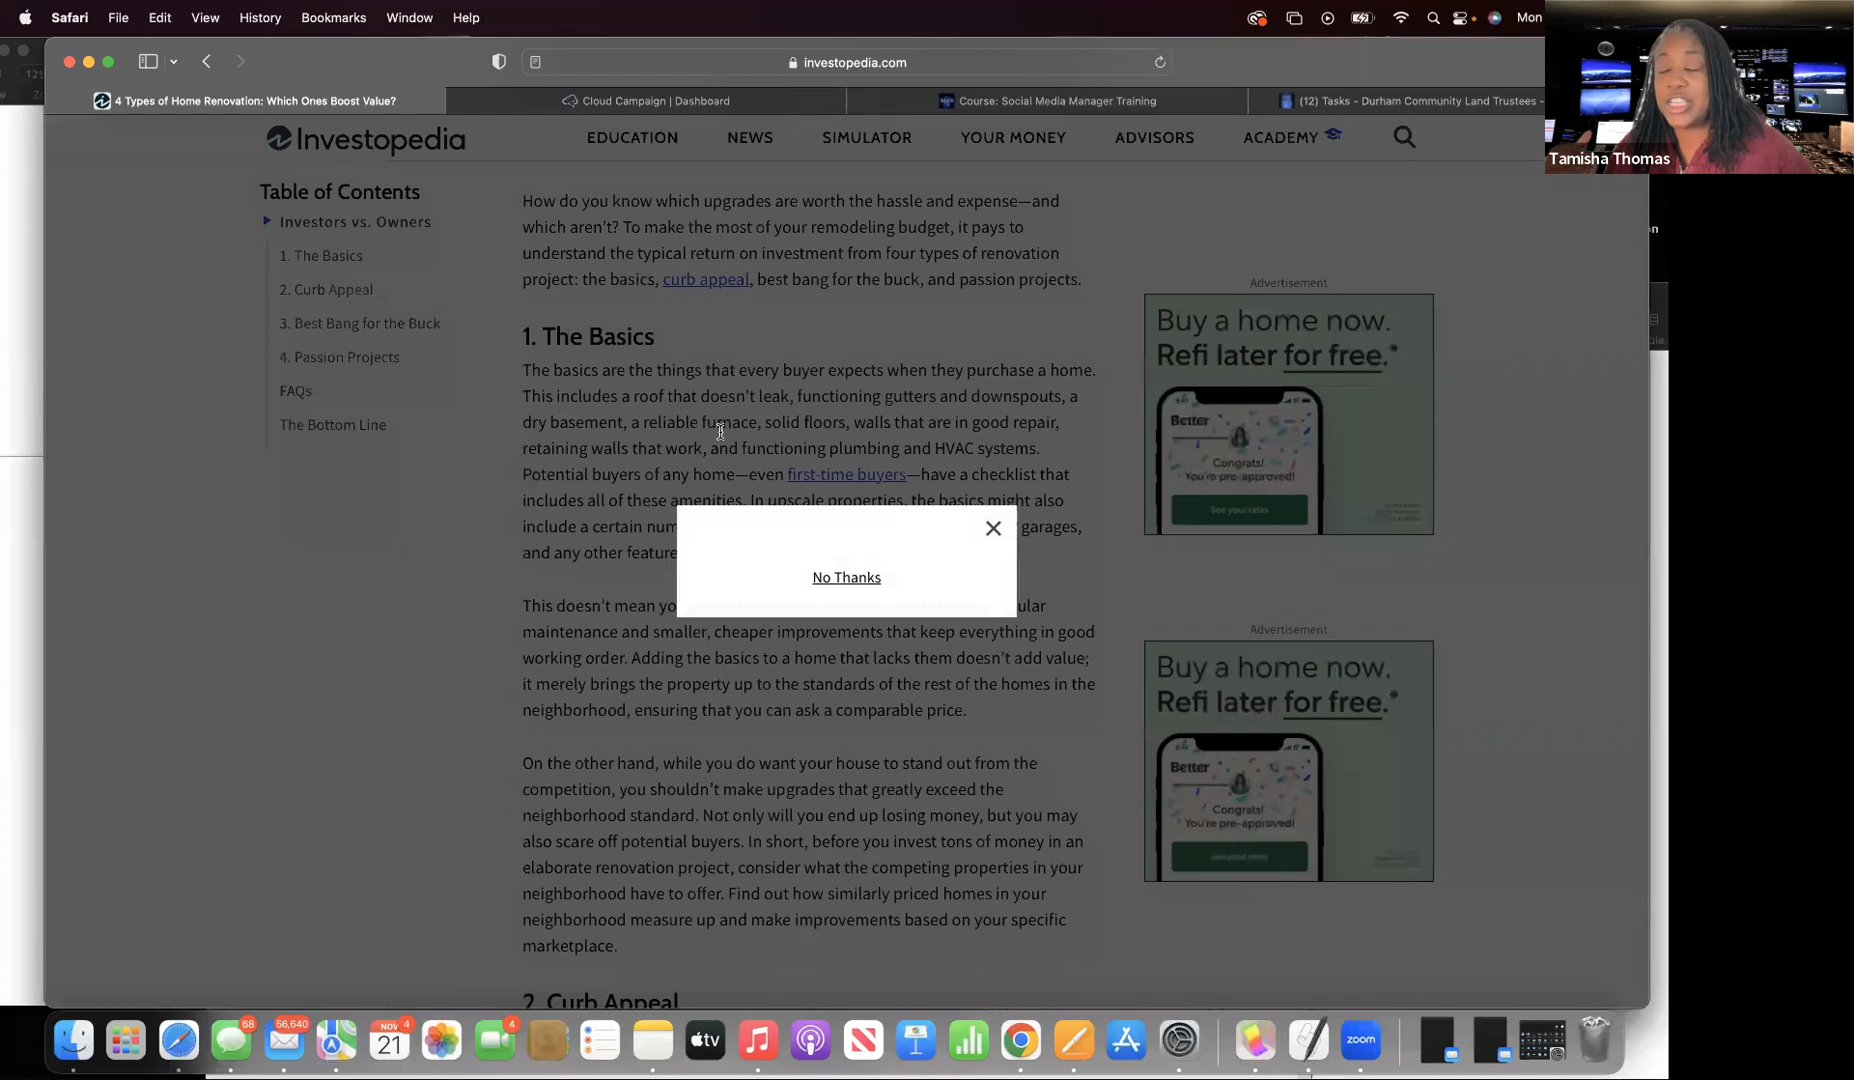 Safari File Edit View History Bookmarks Window Help Mon
investopedia.com
4 Types of Home Renovation: Which Ones Boost Value? Cloud Campaign | Dashboard Course: Social Media Manager Training (12) Tasks - Durham Community Land Trustees -
Tamisha Thomas
Investopedia EDUCATION NEWS SIMULATOR YOUR MONEY ADVISORS ACADEMY
Table of Contents
Investors vs. Owners
1. The Basics
2. Curb Appeal
3. Best Bang for the Buck
4. Passion Projects
FAQs
The Bottom Line
How do you know which upgrades are worth the hassle and expense—and
which aren't? To make the most of your remodeling budget, it pays to
understand the typical return on investment from four types of renovation
project: the basics, curb appeal, best bang for the buck, and passion projects.
1. The Basics
The basics are the things that every buyer expects when they purchase a home.
This includes a roof that doesn't leak, functioning gutters and downspouts, a
dry basement, a reliable furnace, solid floors, walls that are in good repair,
retaining walls that work, and functioning plumbing and HVAC systems.
Potential buyers of any home—even first-time buyers—have a checklist that
includes all of these amenities. In upscale properties, the basics might also
include a certain num garages,
and any other feature
No Thanks
This doesn't mean yo ular
maintenance and smaller, cheaper improvements that keep everything in good
working order. Adding the basics to a home that lacks them doesn't add value;
it merely brings the property up to the standards of the rest of the homes in the
neighborhood, ensuring that you can ask a comparable price.
On the other hand, while you do want your house to stand out from the
competition, you shouldn't make upgrades that greatly exceed the
neighborhood standard. Not only will you end up losing money, but you may
also scare off potential buyers. In short, before you invest tons of money in an
elaborate renovation project, consider what the competing properties in your
neighborhood have to offer. Find out how similarly priced homes in your
neighborhood measure up and make improvements based on your specific
marketplace.
2. Curb Appeal
Advertisement
Buy a home now.
Refi later for free.*
Better
Congrats!
You're pre-approved!
See your rates
Advertisement
Buy a home now.
Refi later for free.*
Better
Congrats!
You're pre-approved!
68 56,640 NOV 4 4
21 tv zoom